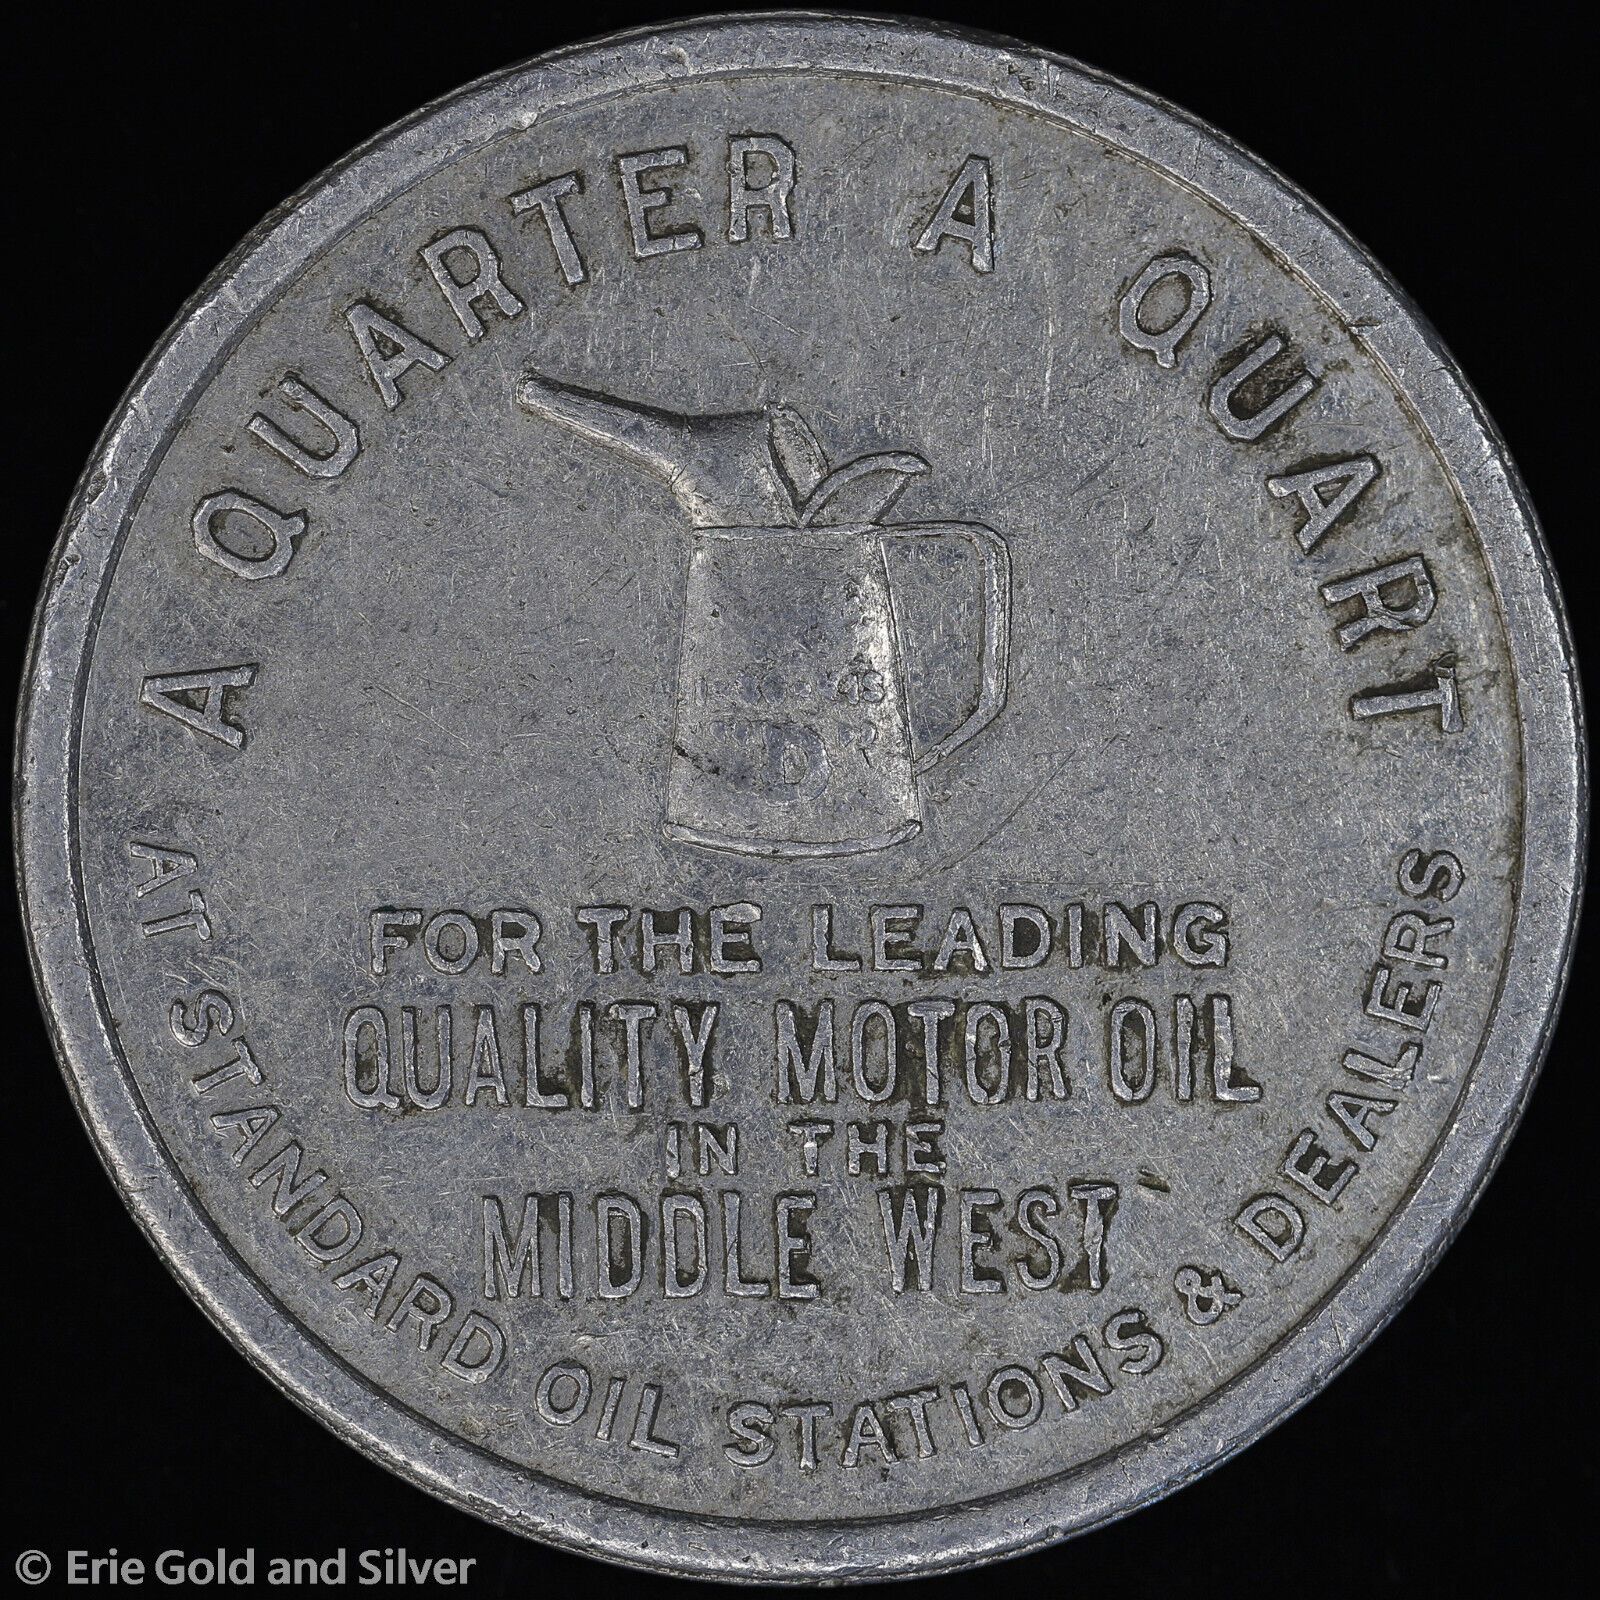 A QUARTER A QUART
D
FOR THE LEADING
QUALITY MOTOR OIL
IN THE
MIDDLE WEST
AT STANDARD OIL STATIONS & DEALERS
© Erie Gold and Silver